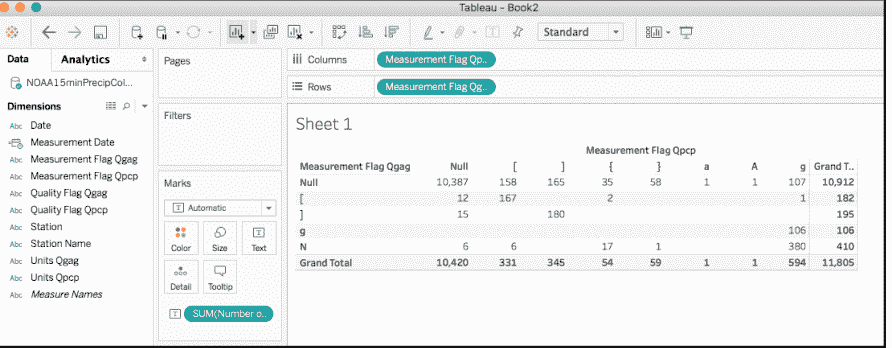 Tableau - Book2
Standard
Data Analytics
NOAA15minPrecipCol...
Dimensions
Abc Date
Measurement Date
Abc Measurement Flag Qgag
Abc Measurement Flag Qpcp
Abc Quality Flag Qgag
Abc Quality Flag Qpcp
Abc Station
Abc Station Name
Abc Units Qgag
Abc Units Qpcp
Abc Measure Names
Pages
Filters
Marks
T Automatic
Color Size Text
Detail Tooltip
SUM(Number o..
Columns Measurement Flag Qp..
Rows Measurement Flag Qg..
Sheet 1
Measurement Flag Qpcp
Measurement Flag Qgag Null [ ] { } a A g Grand T..
Null 10,387 158 165 35 58 1 1 107 10,912
[ 12 167 2 1 182
] 15 180 195
g 106 106
N 6 6 17 1 380 410
Grand Total 10,420 331 345 54 59 1 1 594 11,805